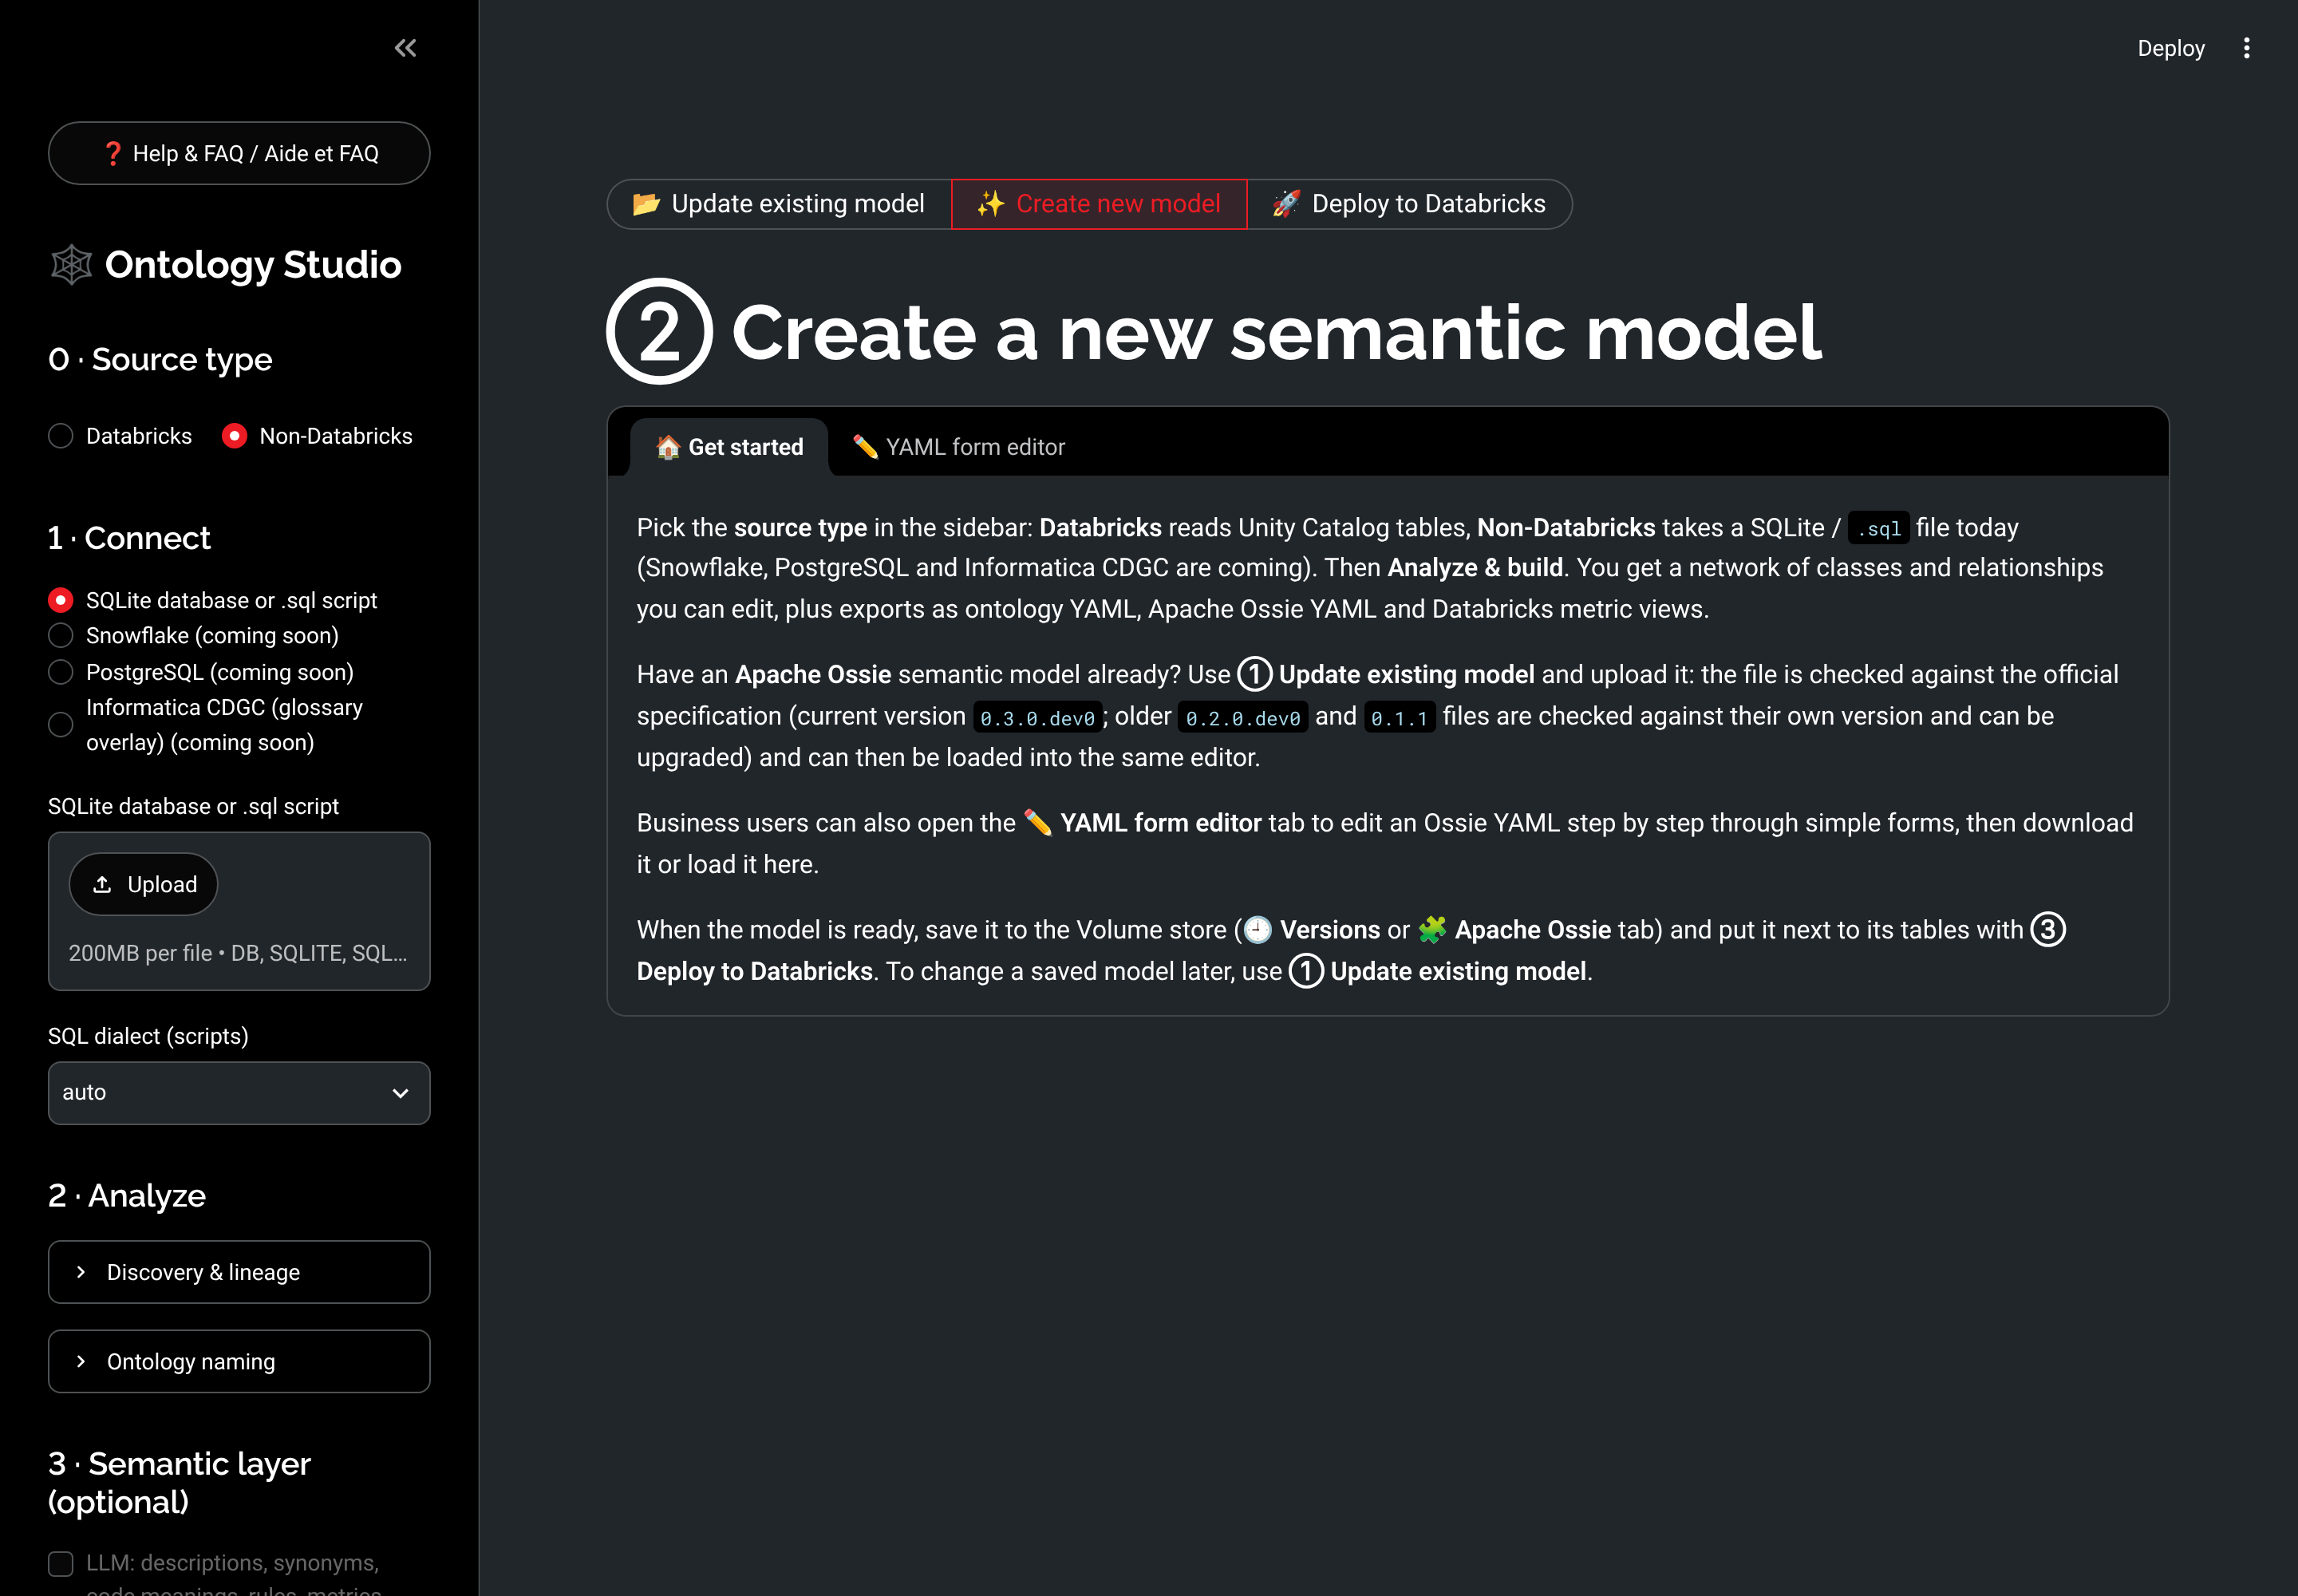 Deploy
❓ Help & FAQ / Aide et FAQ
🕸️ Ontology Studio
0 · Source type
Databricks
Non-Databricks
1 · Connect
SQLite database or .sql script
Snowflake (coming soon)
PostgreSQL (coming soon)
Informatica CDGC (glossary
overlay) (coming soon)
SQLite database or .sql script
Upload
200MB per file • DB, SQLITE, SQL...
SQL dialect (scripts)
auto
2 · Analyze
Discovery & lineage
Ontology naming
3 · Semantic layer
(optional)
LLM: descriptions, synonyms,
code meanings, rules, metrics
📂 Update existing model
✨ Create new model
🚀 Deploy to Databricks
② Create a new semantic model
🏠 Get started
✏️ YAML form editor
Pick the source type in the sidebar: Databricks reads Unity Catalog tables, Non-Databricks takes a SQLite / .sql file today
(Snowflake, PostgreSQL and Informatica CDGC are coming). Then Analyze & build. You get a network of classes and relationships
you can edit, plus exports as ontology YAML, Apache Ossie YAML and Databricks metric views.
Have an Apache Ossie semantic model already? Use ① Update existing model and upload it: the file is checked against the official
specification (current version 0.3.0.dev0; older 0.2.0.dev0 and 0.1.1 files are checked against their own version and can be
upgraded) and can then be loaded into the same editor.
Business users can also open the ✏️ YAML form editor tab to edit an Ossie YAML step by step through simple forms, then download
it or load it here.
When the model is ready, save it to the Volume store (🕘 Versions or 🧩 Apache Ossie tab) and put it next to its tables with ③
Deploy to Databricks. To change a saved model later, use ① Update existing model.